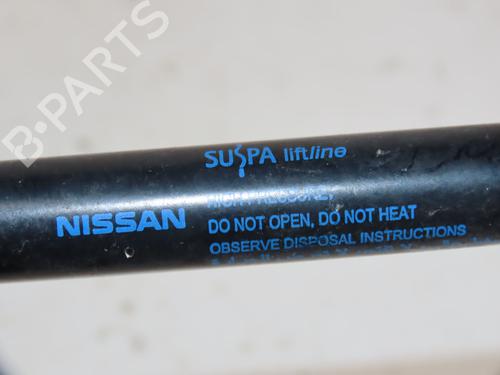 B-PARTS
SUSPA liftline
HIGH PRESSURE
NISSAN
DO NOT OPEN, DO NOT HEAT
OBSERVE DISPOSAL INSTRUCTIONS